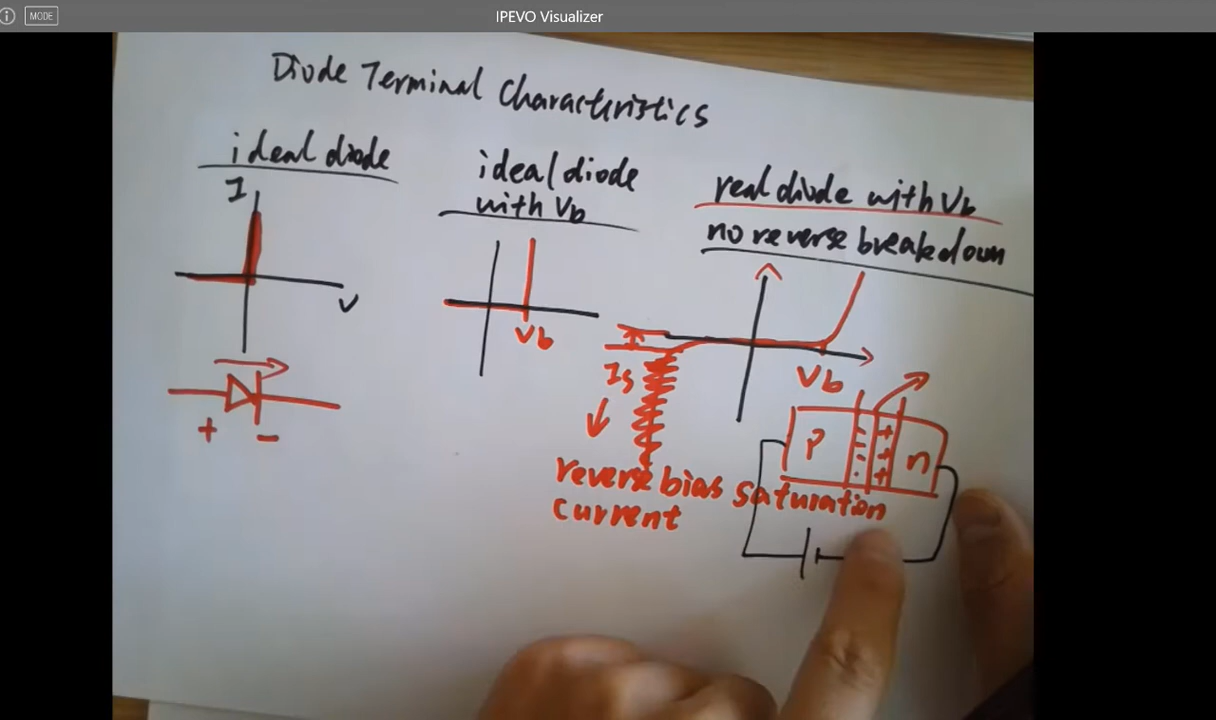 MODE
IPEVO Visualizer
Diode Terminal Characteristics
ideal diode
I
V
+ -
ideal diode
with Vb
Vb
real diode with Vb
no reverse breakdown
Is
Vb
P
- - -
+ + +
n
reverse bias saturation
current